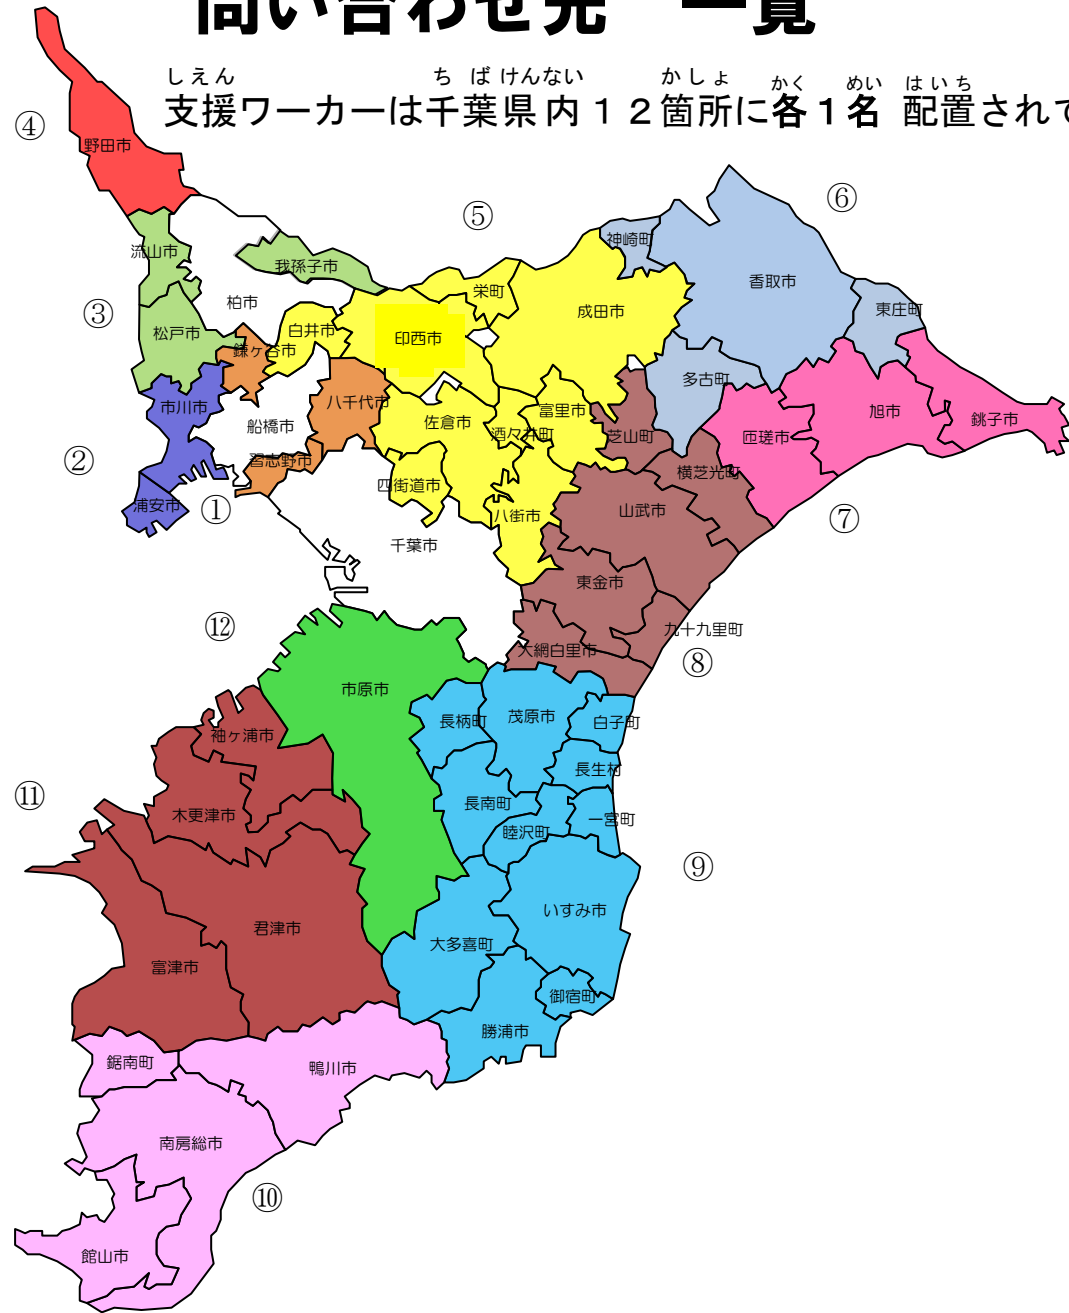 問い合わせ先 一覧
しえん ちばけんない かしょ かく めい はいち
支援ワーカーは千葉県内１２箇所に各１名 配置されて
④
野田市
⑥
⑤
流山市
我孫子市
神崎町
香取市
栄町
成田市
東庄町
柏市
③
松戸市
白井市
印西市
鎌ヶ谷市
多古町
市川市
八千代市
船橋市
佐倉市
富里市
酒々井町
芝山町
匝瑳市
旭市
銚子市
②
習志野市
横芝光町
浦安市
①
四街道市
八街市
山武市
⑦
千葉市
東金市
⑫
九十九里町
大網白里市
⑧
市原市
長柄町
茂原市
白子町
袖ヶ浦市
長生村
⑪
木更津市
長南町
睦沢町
一宮町
⑨
いすみ市
君津市
大多喜町
富津市
御宿町
勝浦市
鋸南町
鴨川市
南房総市
⑩
館山市